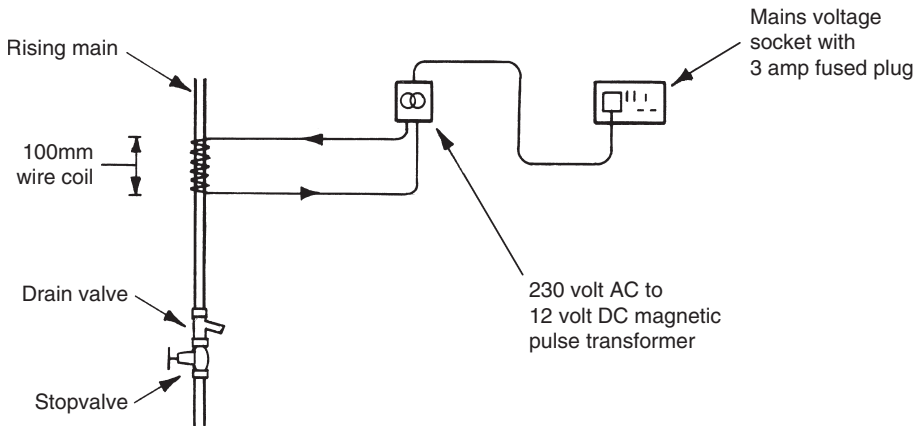 Rising main
Mains voltage
socket with
3 amp fused plug
100mm
wire coil
Drain valve
230 volt AC to
12 volt DC magnetic
pulse transformer
Stopvalve